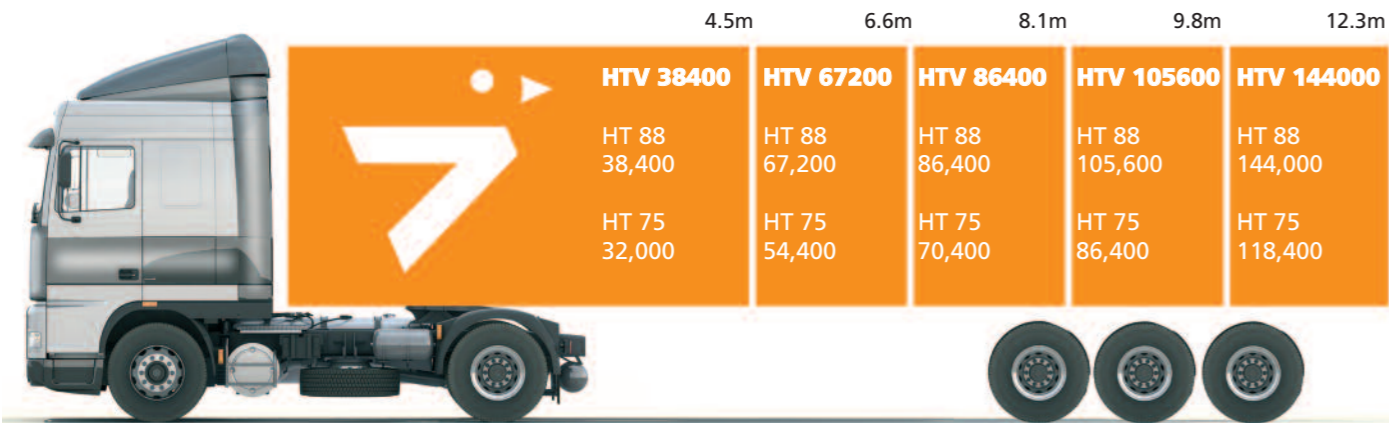 4.5m
6.6m
8.1m
9.8m
12.3m
HTV 38400
HT 88
38,400
HT 75
32,000
HTV 67200
HT 88
67,200
HT 75
54,400
HTV 86400
HT 88
86,400
HT 75
70,400
HTV 105600
HT 88
105,600
HT 75
86,400
HTV 144000
HT 88
144,000
HT 75
118,400